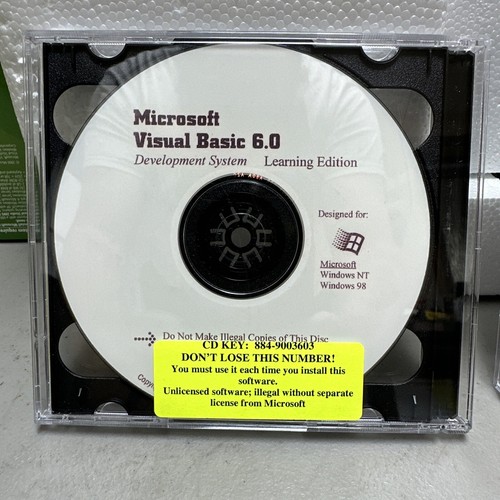 Microsoft
Visual Basic 6.0
Development System Learning Edition
Designed for:
Microsoft
Windows NT
Windows 98
Do Not Make Illegal Copies of This Disc
CD KEY: 884-9003603
DON'T LOSE THIS NUMBER!
You must use it each time you install this
software.
Unlicensed software; illegal without separate
license from Microsoft